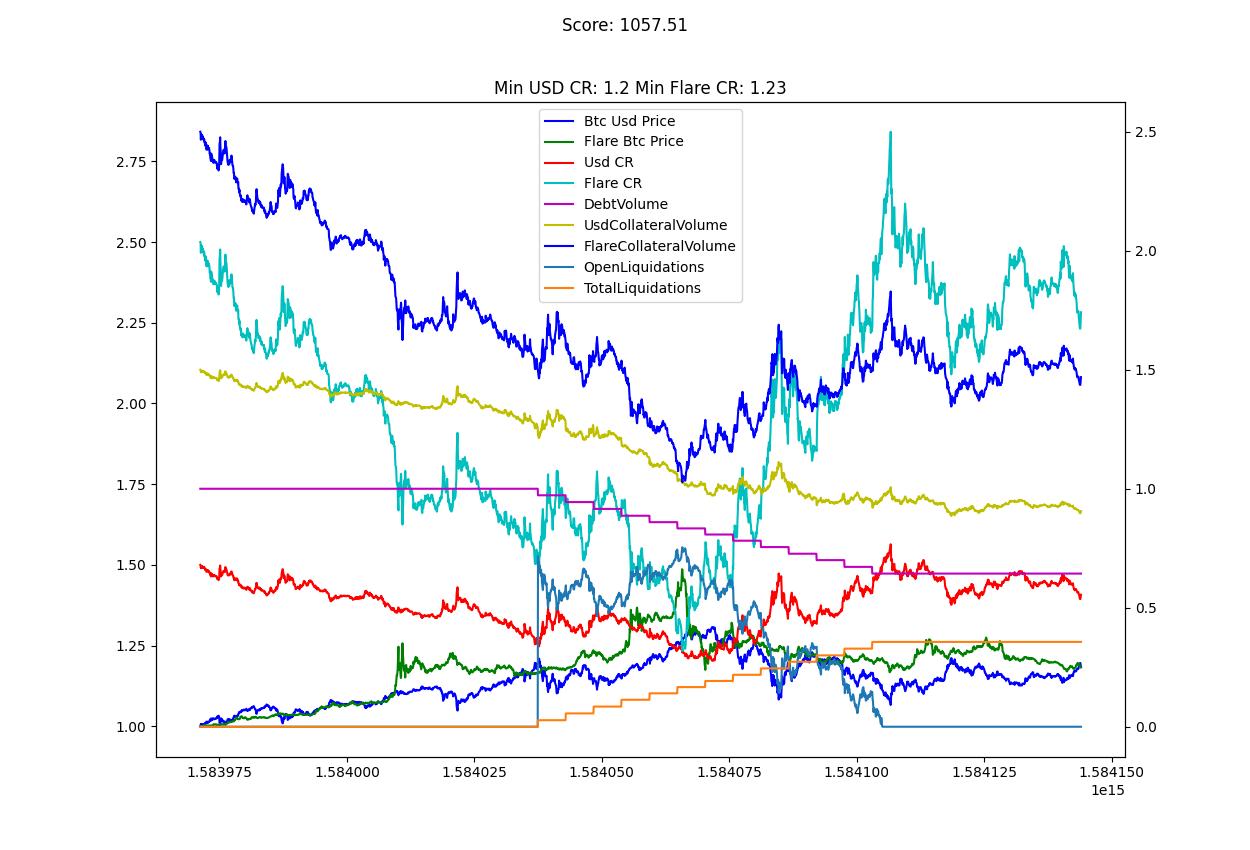 Score: 1057.51
Min USD CR: 1.2 Min Flare CR: 1.23
Btc Usd Price
Flare Btc Price
Usd CR
Flare CR
DebtVolume
UsdCollateralVolume
FlareCollateralVolume
OpenLiquidations
TotalLiquidations
2.75
2.50
2.25
2.00
1.75
1.50
1.25
1.00
2.5
2.0
1.5
1.0
0.5
0.0
1.583975 1.584000 1.584025 1.584050 1.584075 1.584100 1.584125 1.584150
1e15